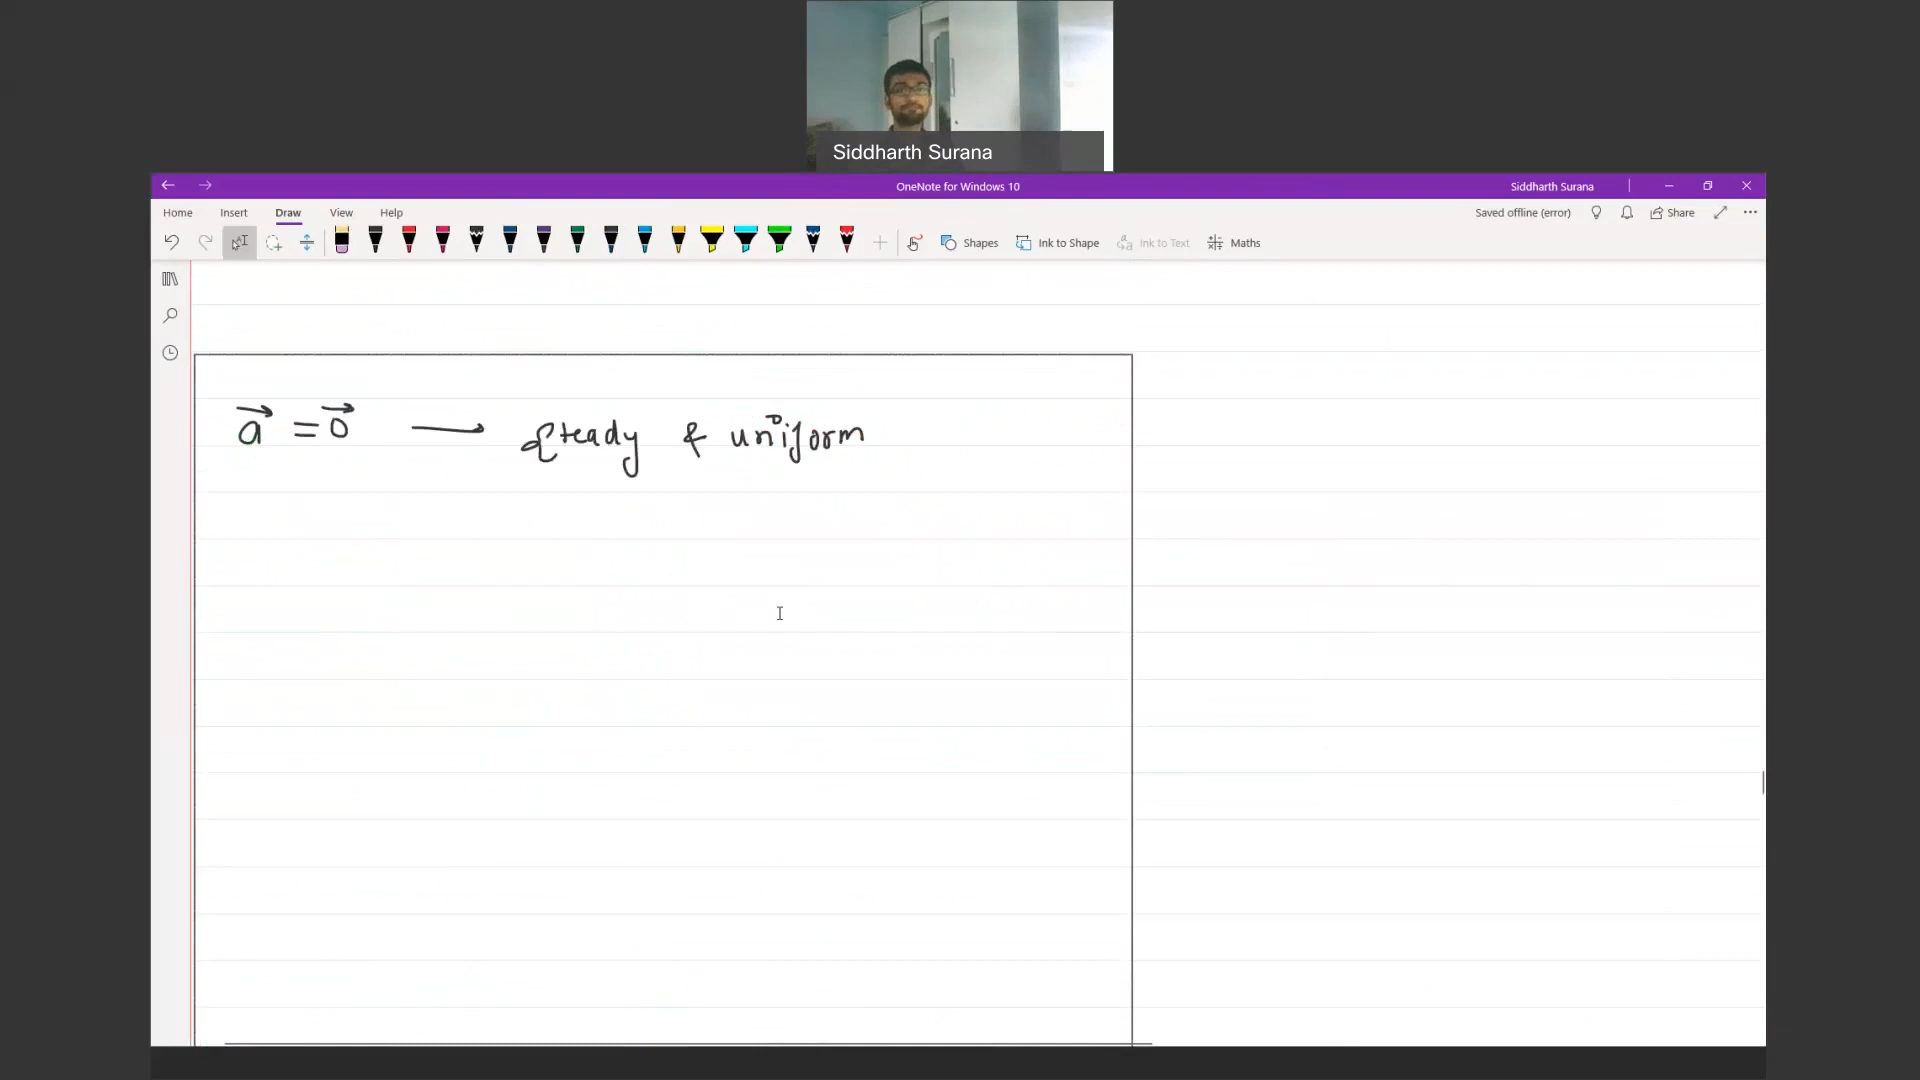 Siddharth Surana
OneNote for Windows 10
Siddharth Surana
Home Insert Draw View Help
Saved offline (error) Share
Shapes Ink to Shape Ink to Text Maths
a⃗ = 0⃗ → steady & uniform